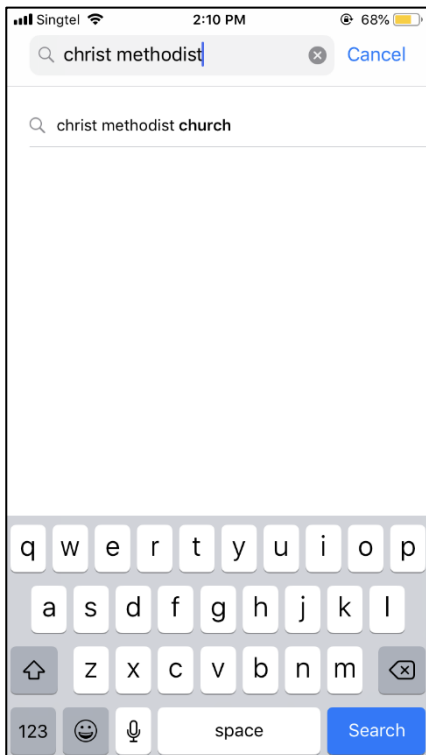 Singtel 2:10 PM 68%
christ methodist Cancel
christ methodist church
q w e r t y u i o p
a s d f g h j k l
z x c v b n m
123 space Search